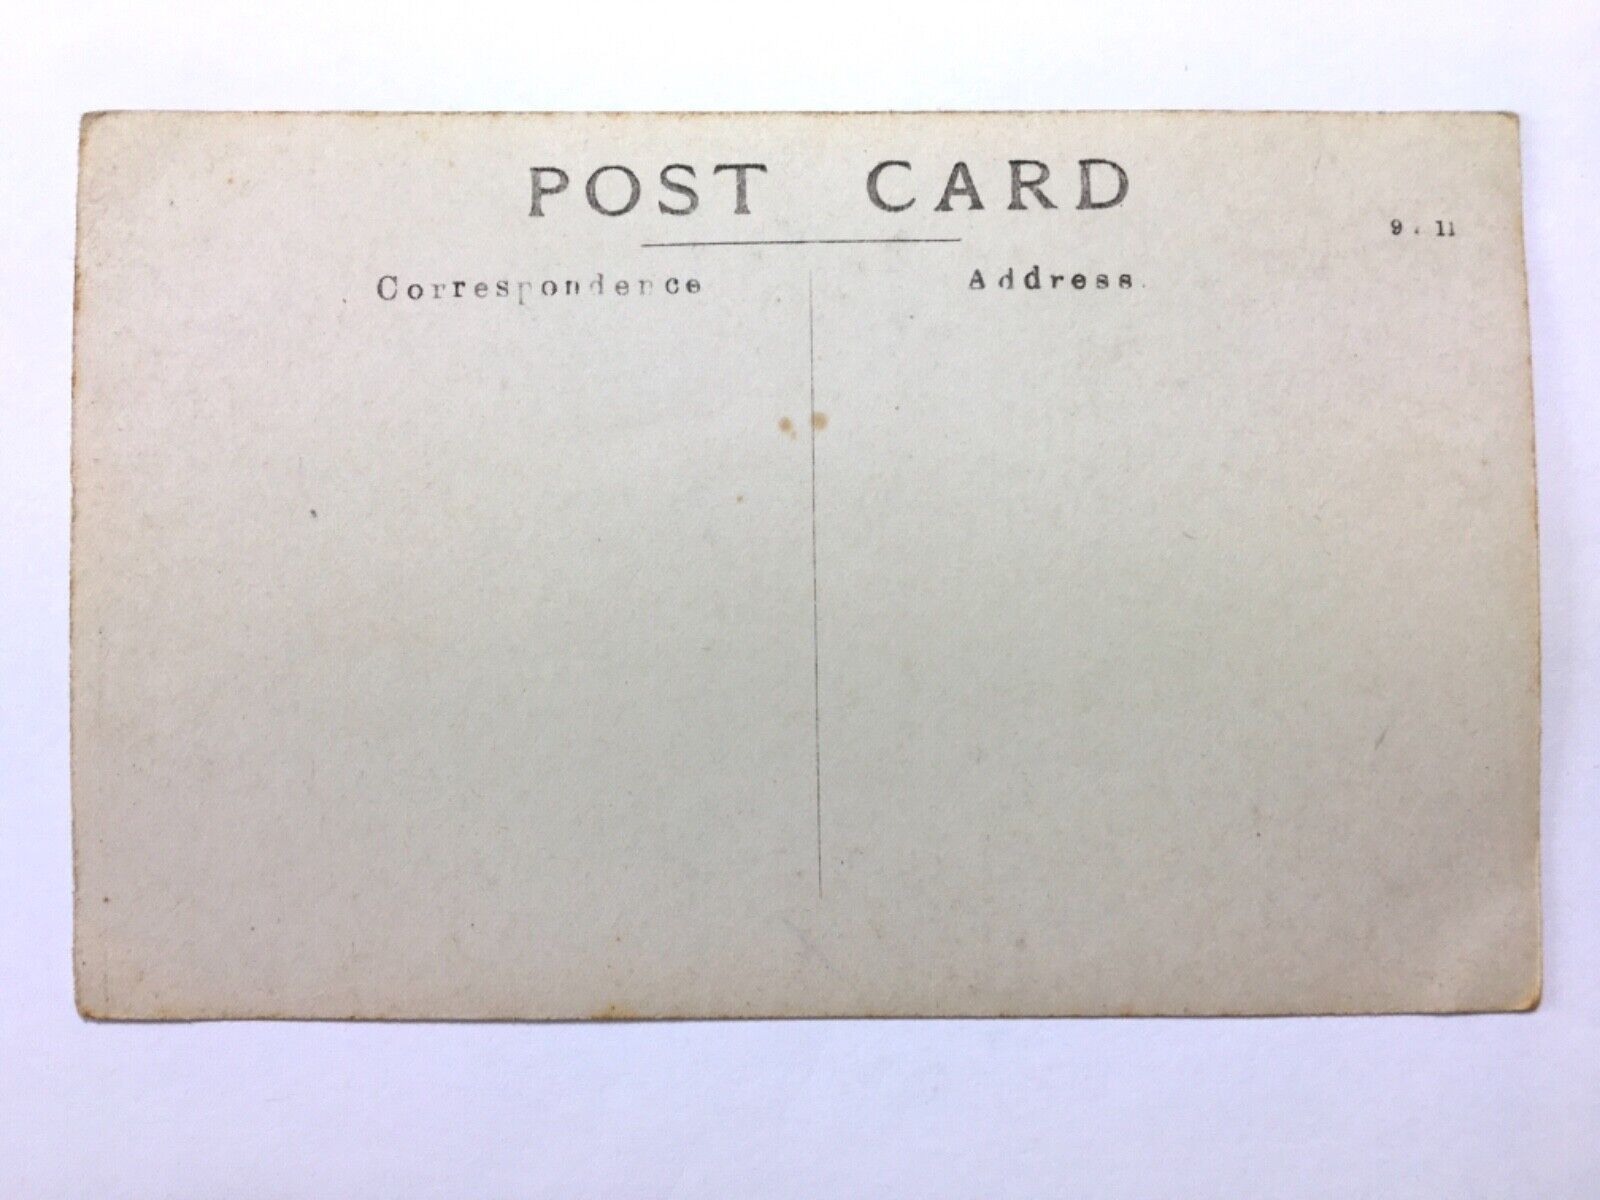 POST CARD
9 . 11
Correspondence
Address.